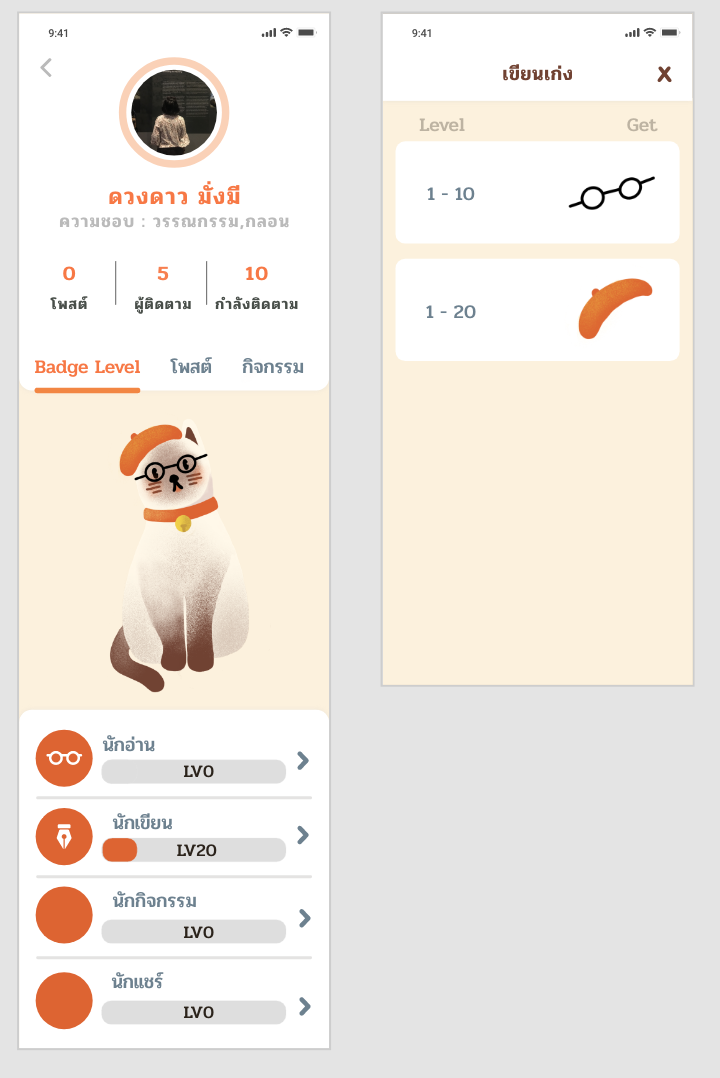 9:41
ดวงดาว มั่งมี
ความชอบ : วรรณกรรม,กลอน
0 5 10
โพสต์ ผู้ติดตาม กำลังติดตาม
Badge Level โพสต์ กิจกรรม
นักอ่าน
LV0
นักเขียน
LV20
นักกิจกรรม
LV0
นักแชร์
LV0
9:41
เขียนเก่ง X
Level Get
1 - 10
1 - 20